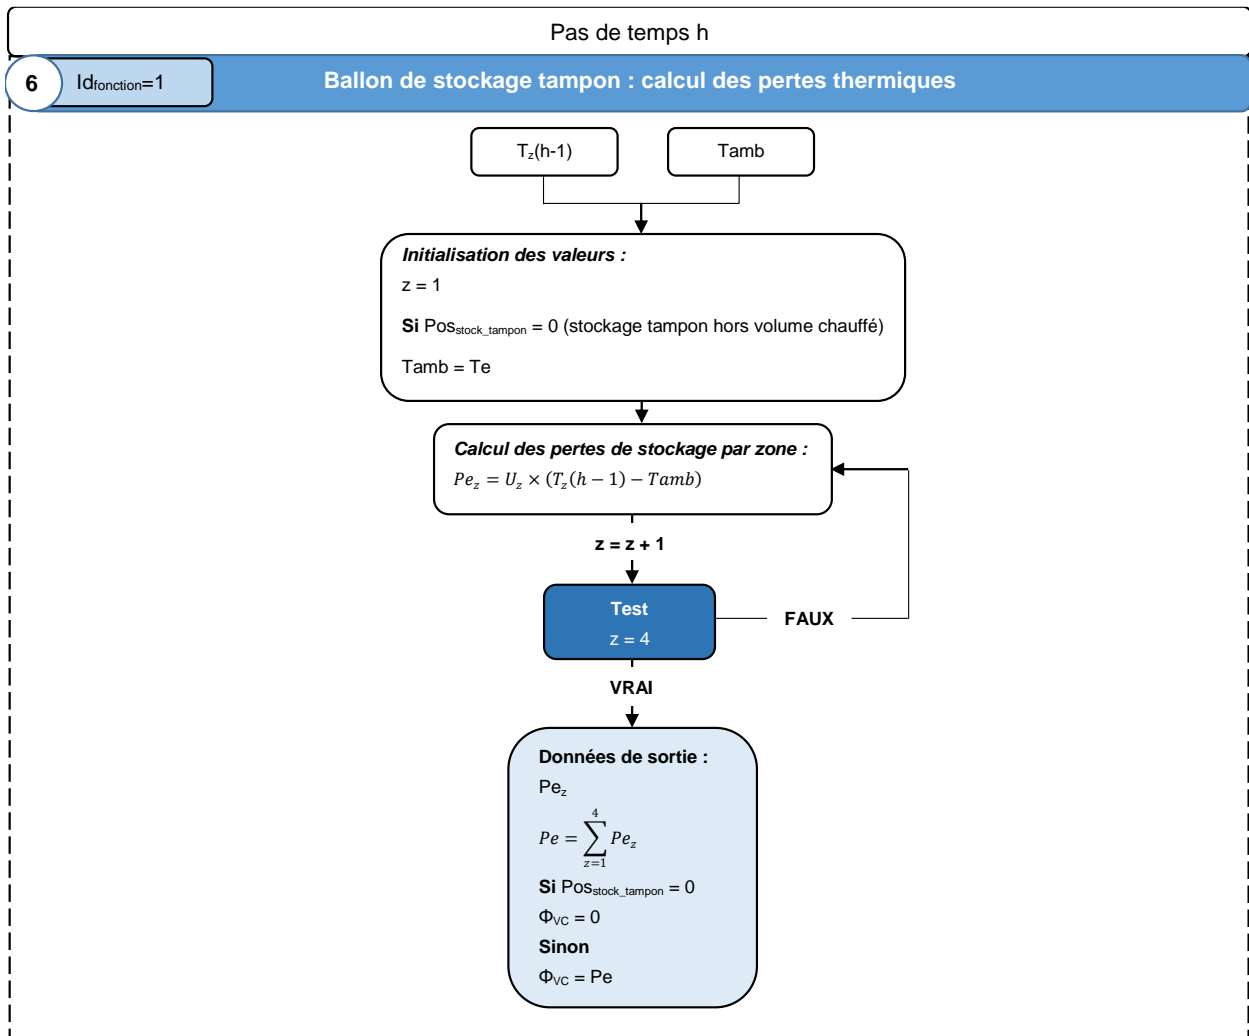 Pas de temps h
6
Idfonction=1
Ballon de stockage tampon : calcul des pertes thermiques
Tz(h-1)
Tamb
Initialisation des valeurs :
z = 1
Si Posstock_tampon = 0 (stockage tampon hors volume chauffé)
Tamb = Te
Calcul des pertes de stockage par zone :
Pez = Uz × (Tz(h − 1) − Tamb)
z = z + 1
Test
z = 4
FAUX
VRAI
Données de sortie :
Pez
Pe = ∑_{z=1}^{4} Pez
Si Posstock_tampon = 0
ΦVC = 0
Sinon
ΦVC = Pe